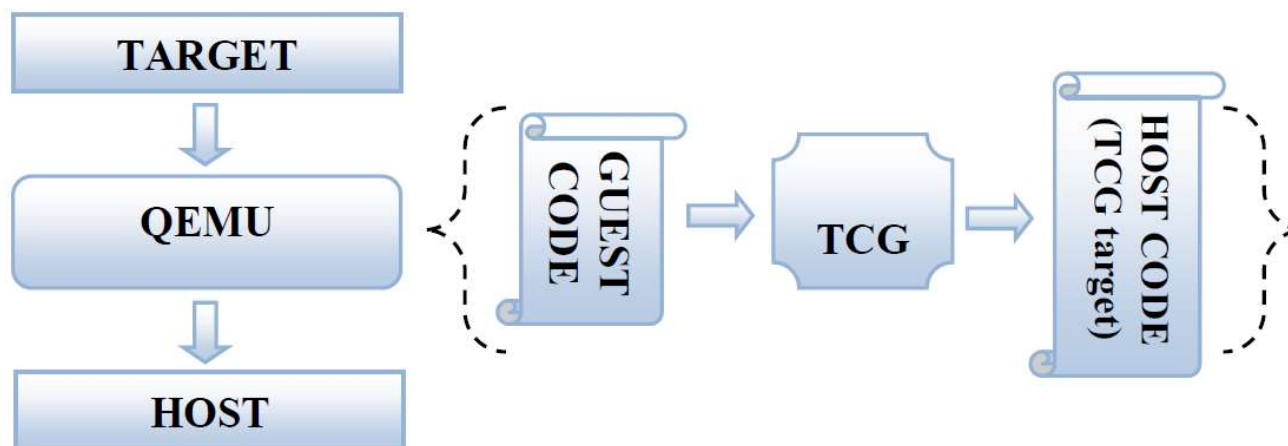 TARGET
QEMU
HOST
GUEST
CODE
TCG
HOST CODE
(TCG target)